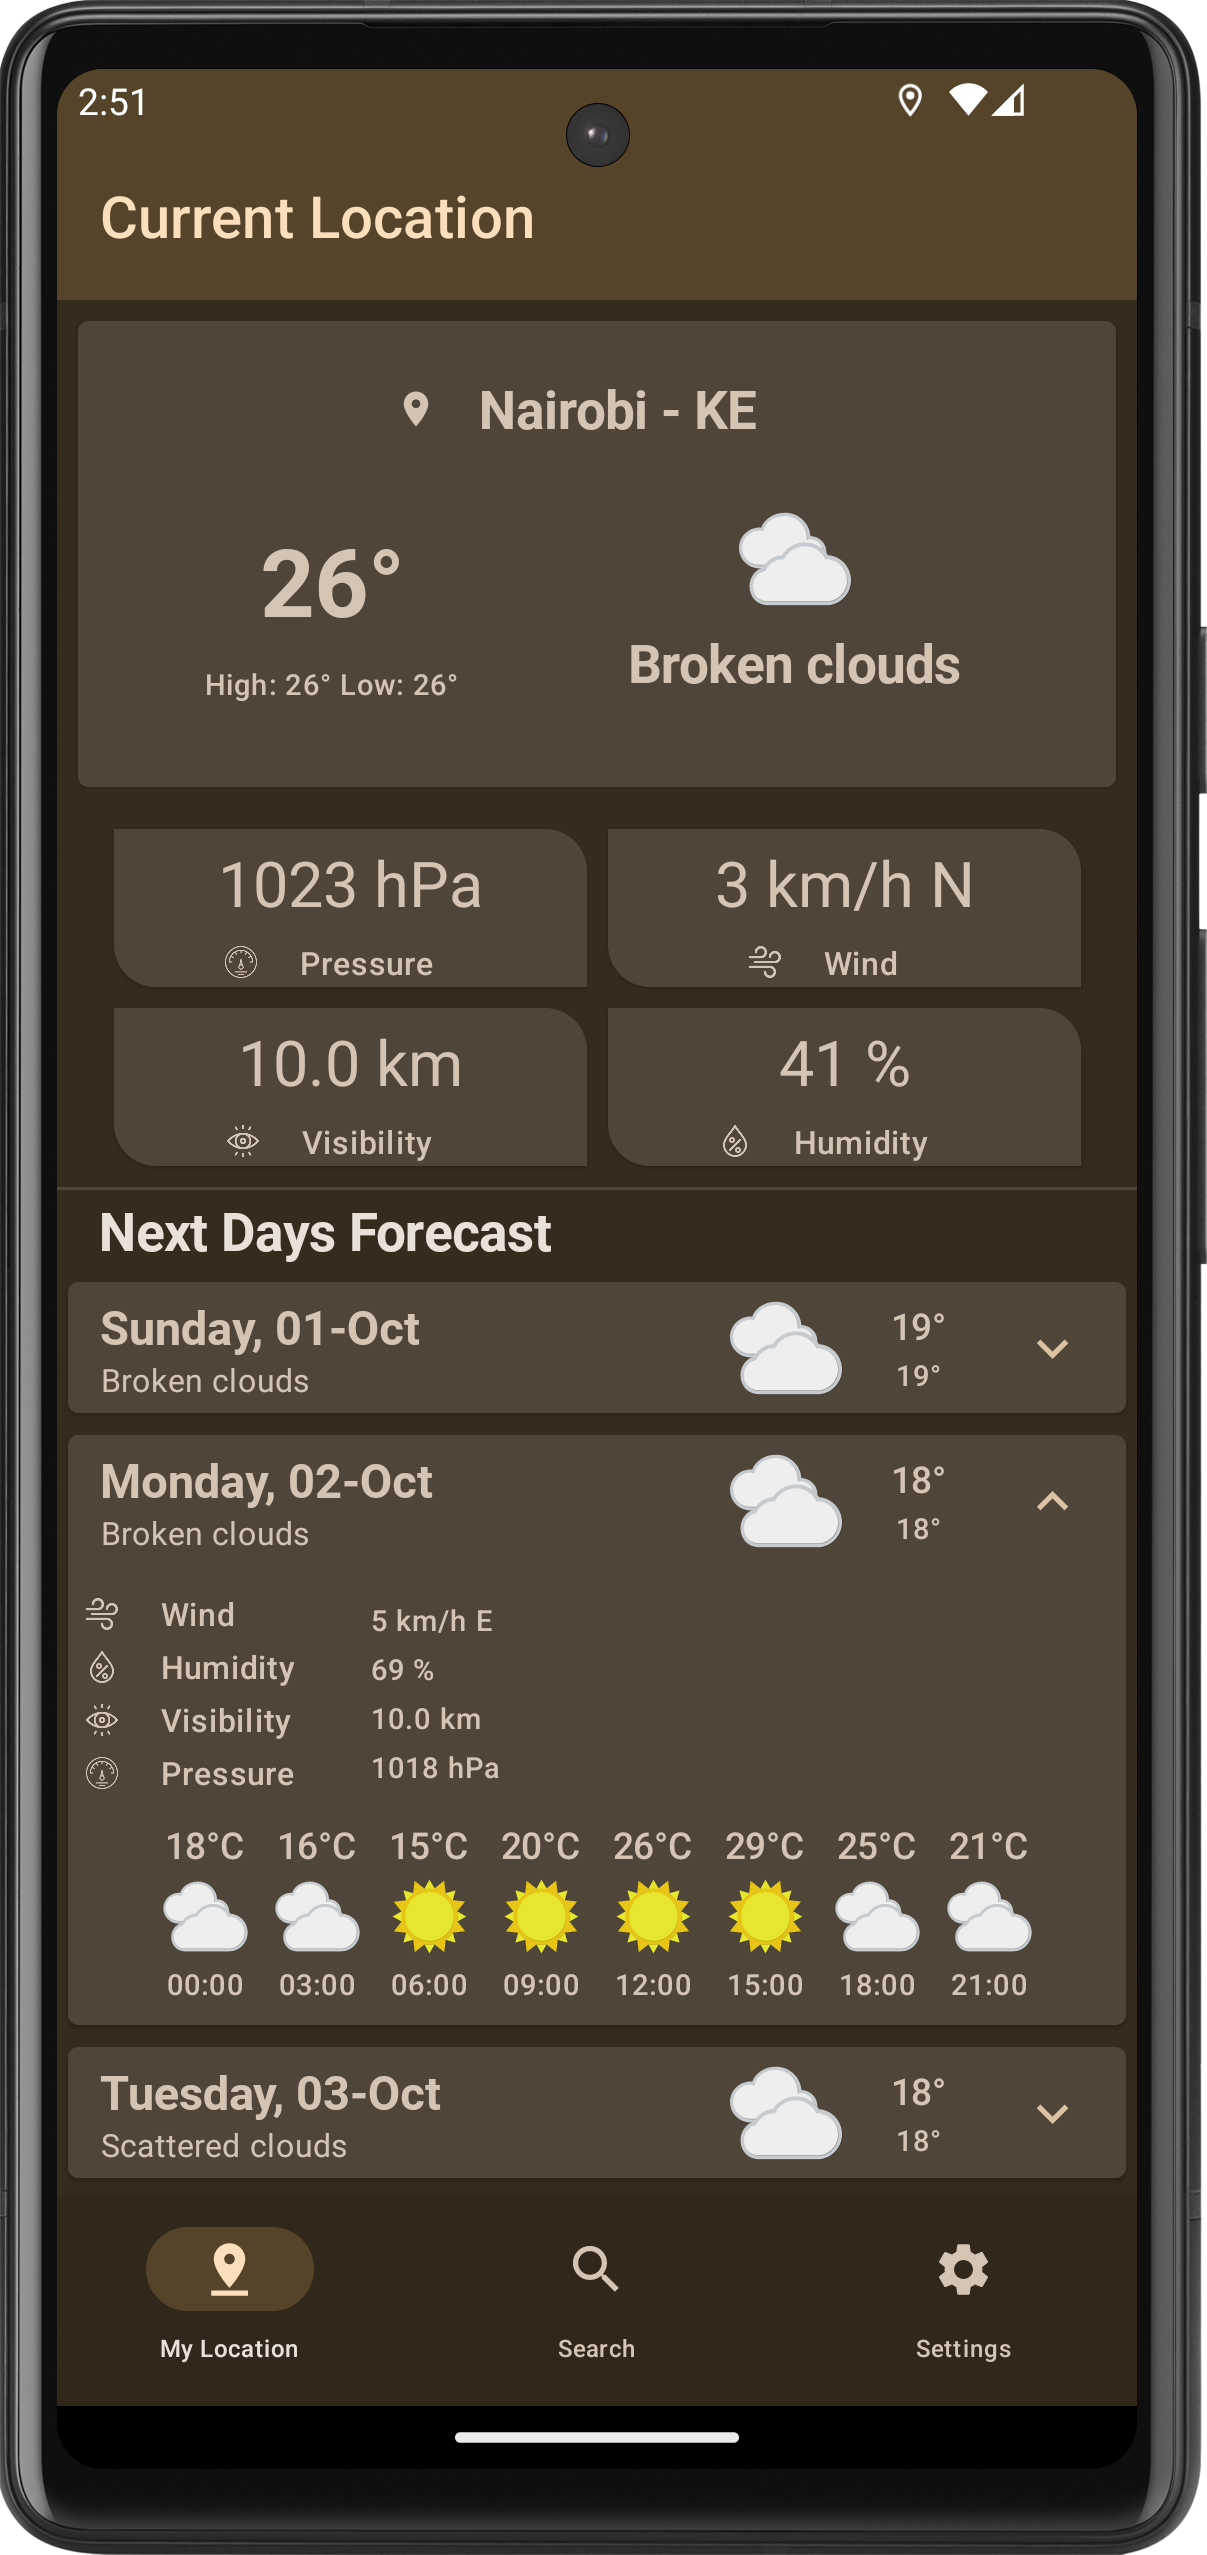 2:51
Current Location
Nairobi - KE
26°
High: 26° Low: 26°
Broken clouds
1023 hPa
Pressure
3 km/h N
Wind
10.0 km
Visibility
41 %
Humidity
Next Days Forecast
Sunday, 01-Oct
Broken clouds
19°
19°
Monday, 02-Oct
Broken clouds
18°
18°
Wind 5 km/h E
Humidity 69 %
Visibility 10.0 km
Pressure 1018 hPa
18°C 16°C 15°C 20°C 26°C 29°C 25°C 21°C
00:00 03:00 06:00 09:00 12:00 15:00 18:00 21:00
Tuesday, 03-Oct
Scattered clouds
18°
18°
My Location Search Settings